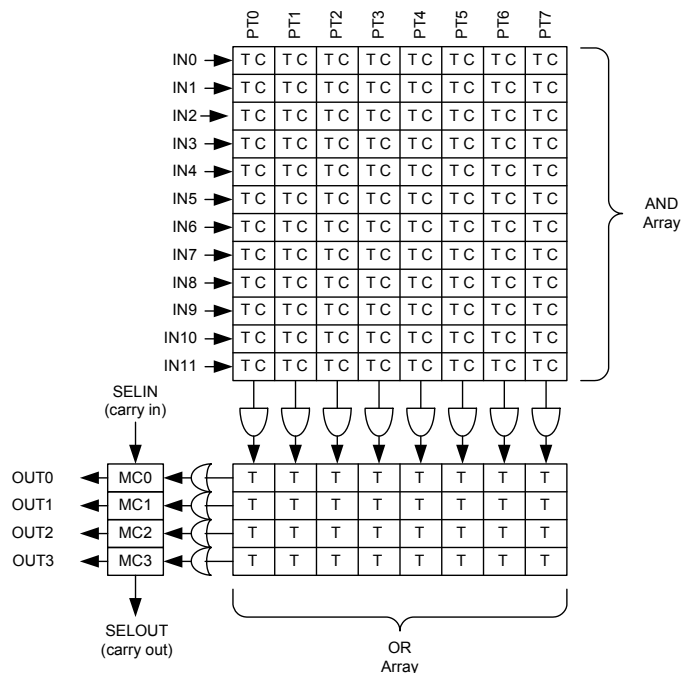 PT0 PT1 PT2 PT3 PT4 PT5 PT6 PT7
IN0 T C T C T C T C T C T C T C T C
IN1 T C T C T C T C T C T C T C T C
IN2 T C T C T C T C T C T C T C T C
IN3 T C T C T C T C T C T C T C T C
IN4 T C T C T C T C T C T C T C T C
IN5 T C T C T C T C T C T C T C T C
IN6 T C T C T C T C T C T C T C T C
IN7 T C T C T C T C T C T C T C T C
IN8 T C T C T C T C T C T C T C T C
IN9 T C T C T C T C T C T C T C T C
IN10 T C T C T C T C T C T C T C T C
IN11 T C T C T C T C T C T C T C T C
AND
Array
SELIN
(carry in)
OUT0 MC0 T T T T T T T T
OUT1 MC1 T T T T T T T T
OUT2 MC2 T T T T T T T T
OUT3 MC3 T T T T T T T T
SELOUT
(carry out)
OR
Array